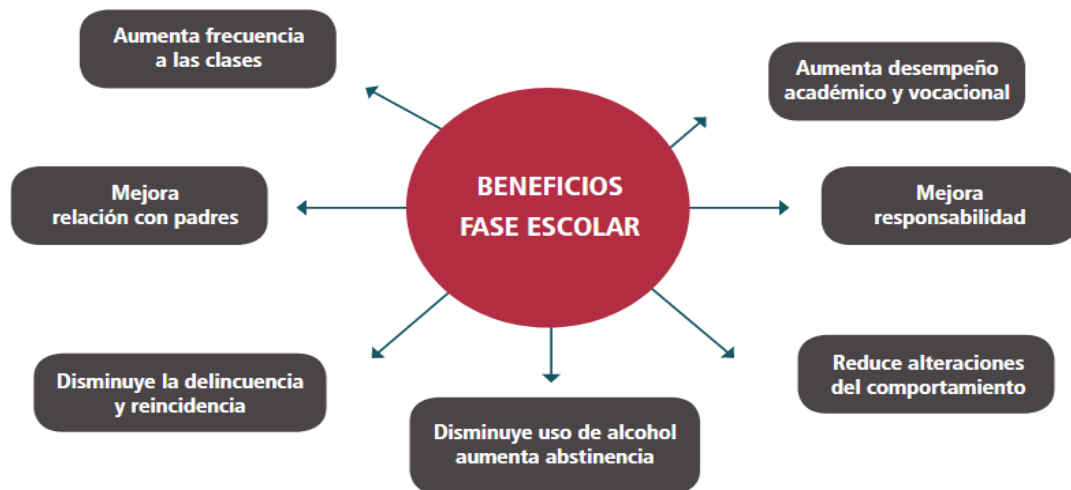 Aumenta frecuencia
a las clases
Aumenta desempeño
académico y vocacional
BENEFICIOS
FASE ESCOLAR
Mejora
relación con padres
Mejora
responsabilidad
Disminuye la delincuencia
y reincidencia
Reduce alteraciones
del comportamiento
Disminuye uso de alcohol
aumenta abstinencia